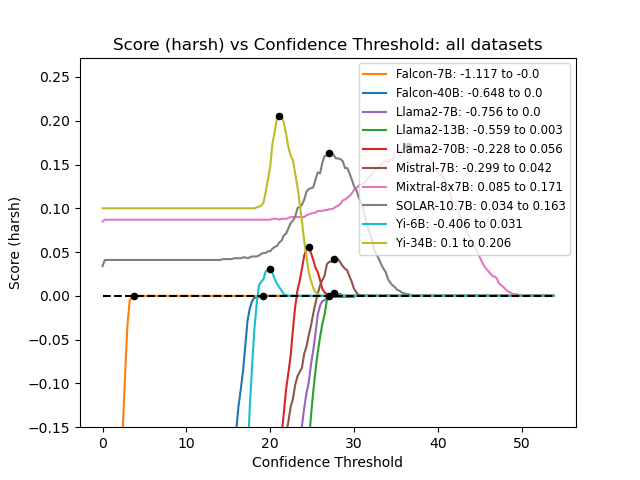 Score (harsh) vs Confidence Threshold: all datasets
Score (harsh)
0.25
0.20
0.15
0.10
0.05
0.00
−0.05
−0.10
−0.15
Falcon-7B: -1.117 to -0.0
Falcon-40B: -0.648 to 0.0
Llama2-7B: -0.756 to 0.0
Llama2-13B: -0.559 to 0.003
Llama2-70B: -0.228 to 0.056
Mistral-7B: -0.299 to 0.042
Mixtral-8x7B: 0.085 to 0.171
SOLAR-10.7B: 0.034 to 0.163
Yi-6B: -0.406 to 0.031
Yi-34B: 0.1 to 0.206
0 10 20 30 40 50
Confidence Threshold